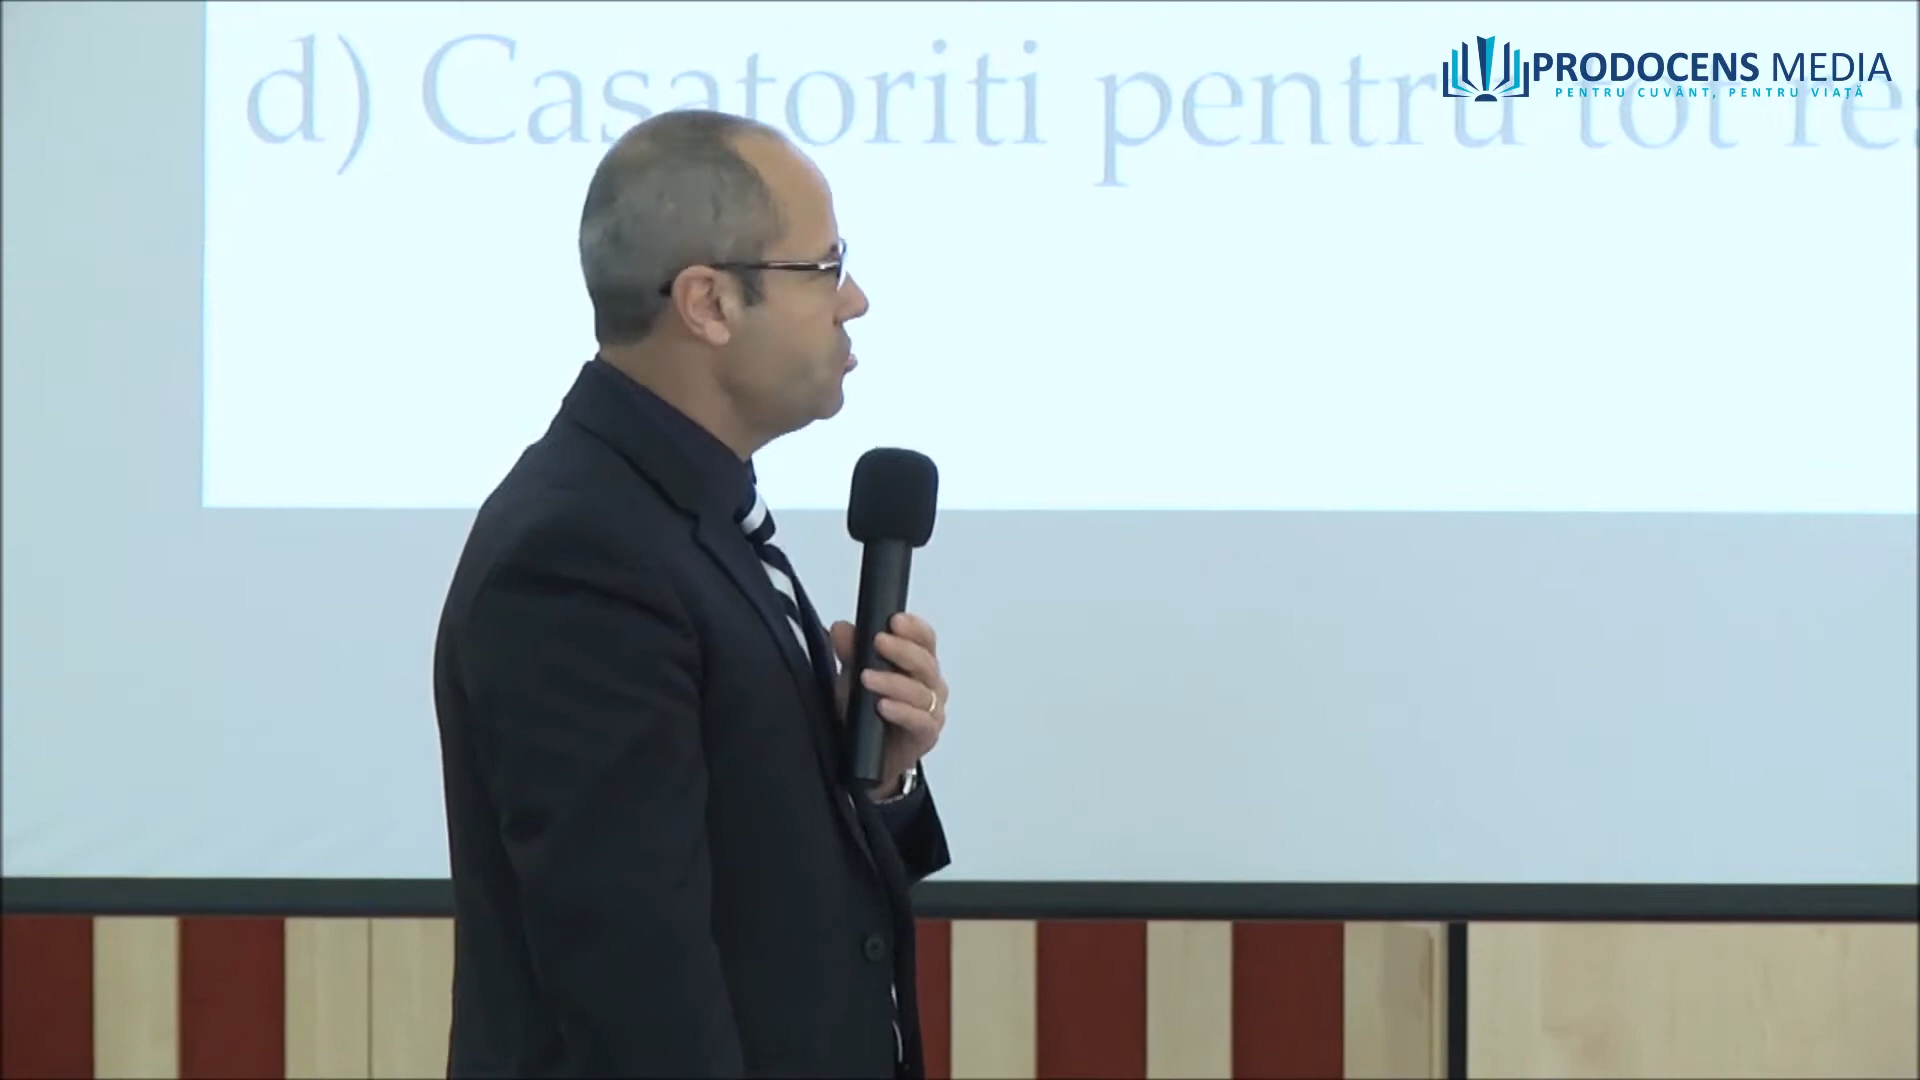 d) Casatoriti pentru tot
PRODOCENS MEDIA
PENTRU CUVÂNT, PENTRU VIAȚĂ